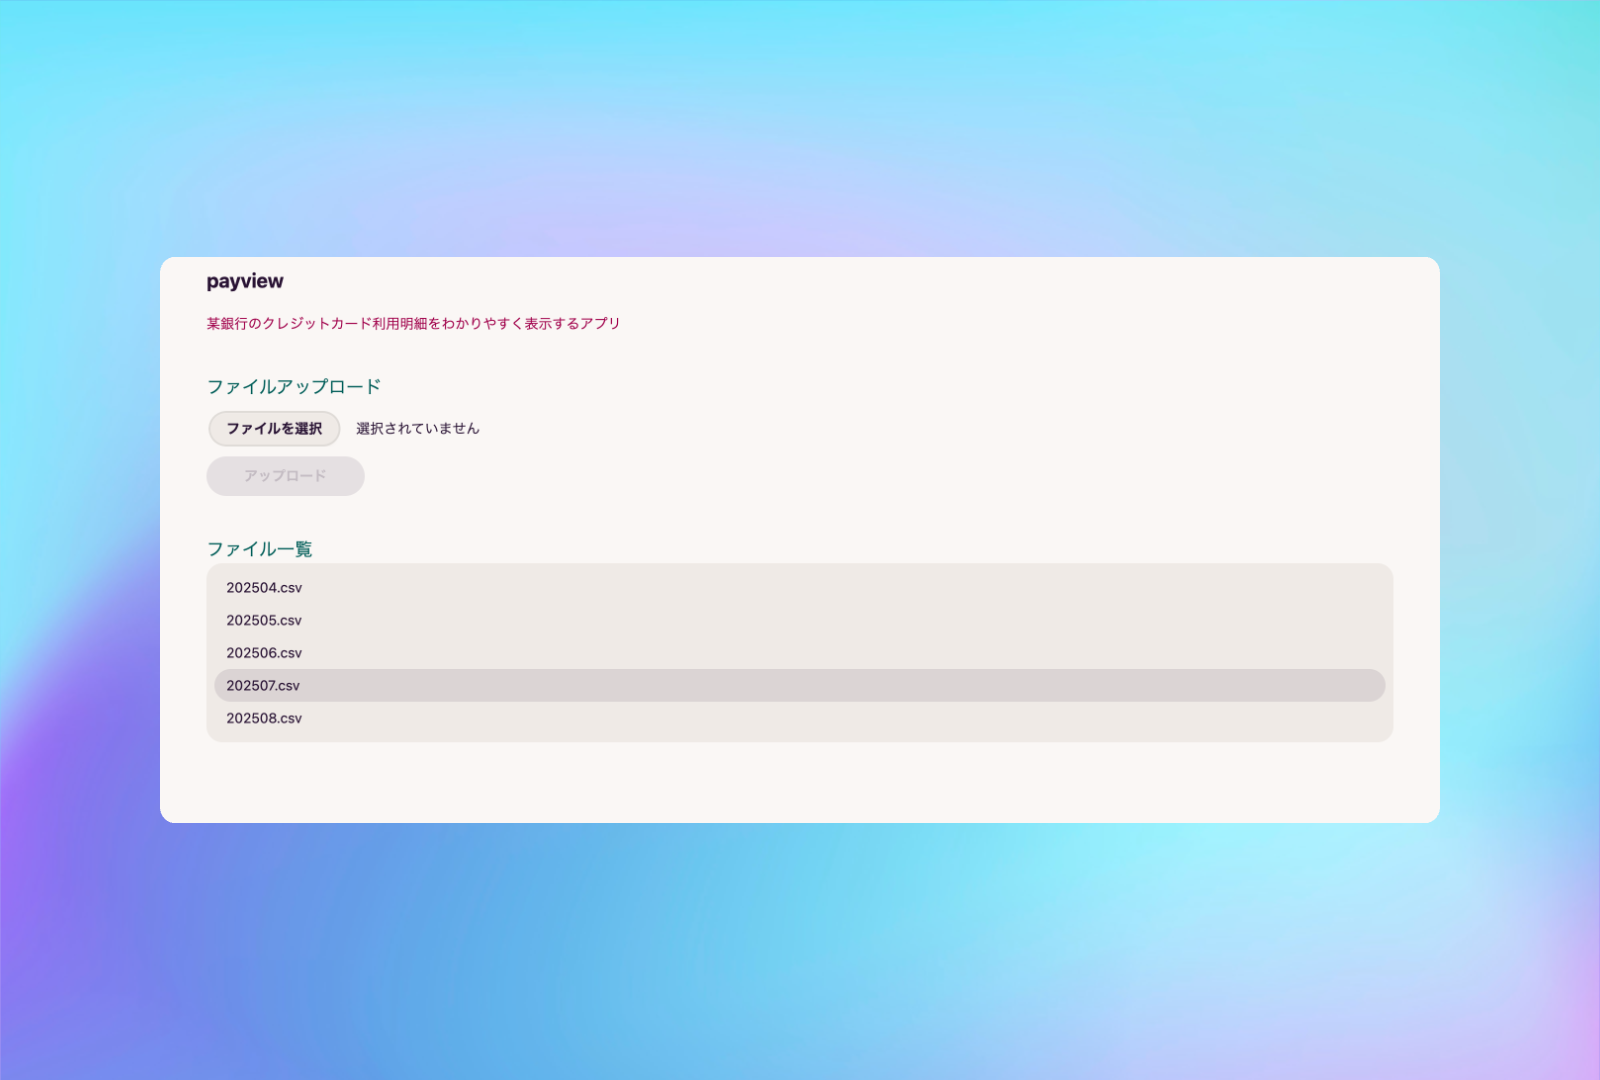 payview
某銀行のクレジットカード利用明細をわかりやすく表示するアプリ
ファイルアップロード
ファイルを選択 選択されていません
アップロード
ファイル一覧
202504.csv
202505.csv
202506.csv
202507.csv
202508.csv